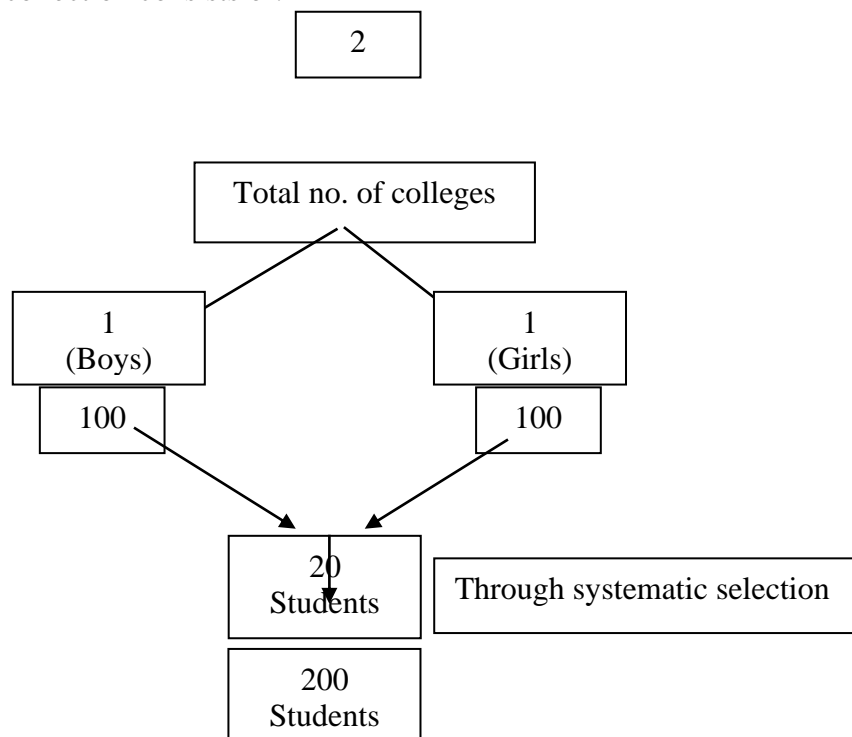 2
Total no. of colleges
1
(Boys)
1
(Girls)
100
100
20
Students
Through systematic selection
200
Students